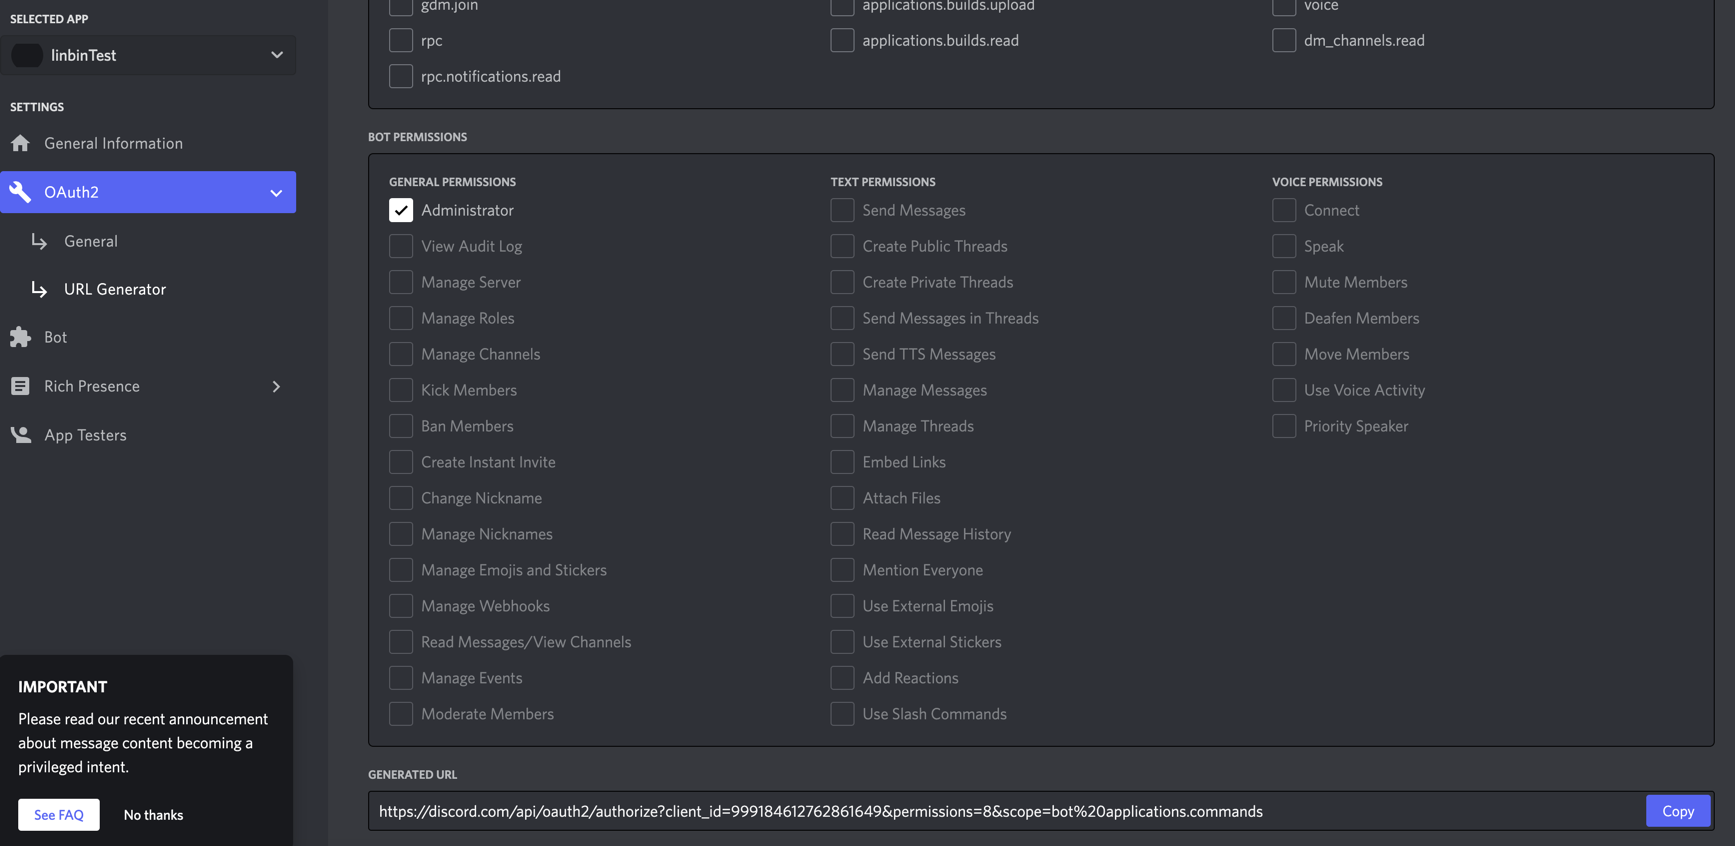 SELECTED APP
linbinTest
SETTINGS
General Information
OAuth2
General
URL Generator
Bot
Rich Presence
App Testers
IMPORTANT
Please read our recent announcement
about message content becoming a
privileged intent.
See FAQ
No thanks
gdm.join
rpc
rpc.notifications.read
applications.builds.upload
applications.builds.read
voice
dm_channels.read
BOT PERMISSIONS
GENERAL PERMISSIONS
Administrator
View Audit Log
Manage Server
Manage Roles
Manage Channels
Kick Members
Ban Members
Create Instant Invite
Change Nickname
Manage Nicknames
Manage Emojis and Stickers
Manage Webhooks
Read Messages/View Channels
Manage Events
Moderate Members
TEXT PERMISSIONS
Send Messages
Create Public Threads
Create Private Threads
Send Messages in Threads
Send TTS Messages
Manage Messages
Manage Threads
Embed Links
Attach Files
Read Message History
Mention Everyone
Use External Emojis
Use External Stickers
Add Reactions
Use Slash Commands
VOICE PERMISSIONS
Connect
Speak
Mute Members
Deafen Members
Move Members
Use Voice Activity
Priority Speaker
GENERATED URL
https://discord.com/api/oauth2/authorize?client_id=999184612762861649&permissions=8&scope=bot%20applications.commands
Copy